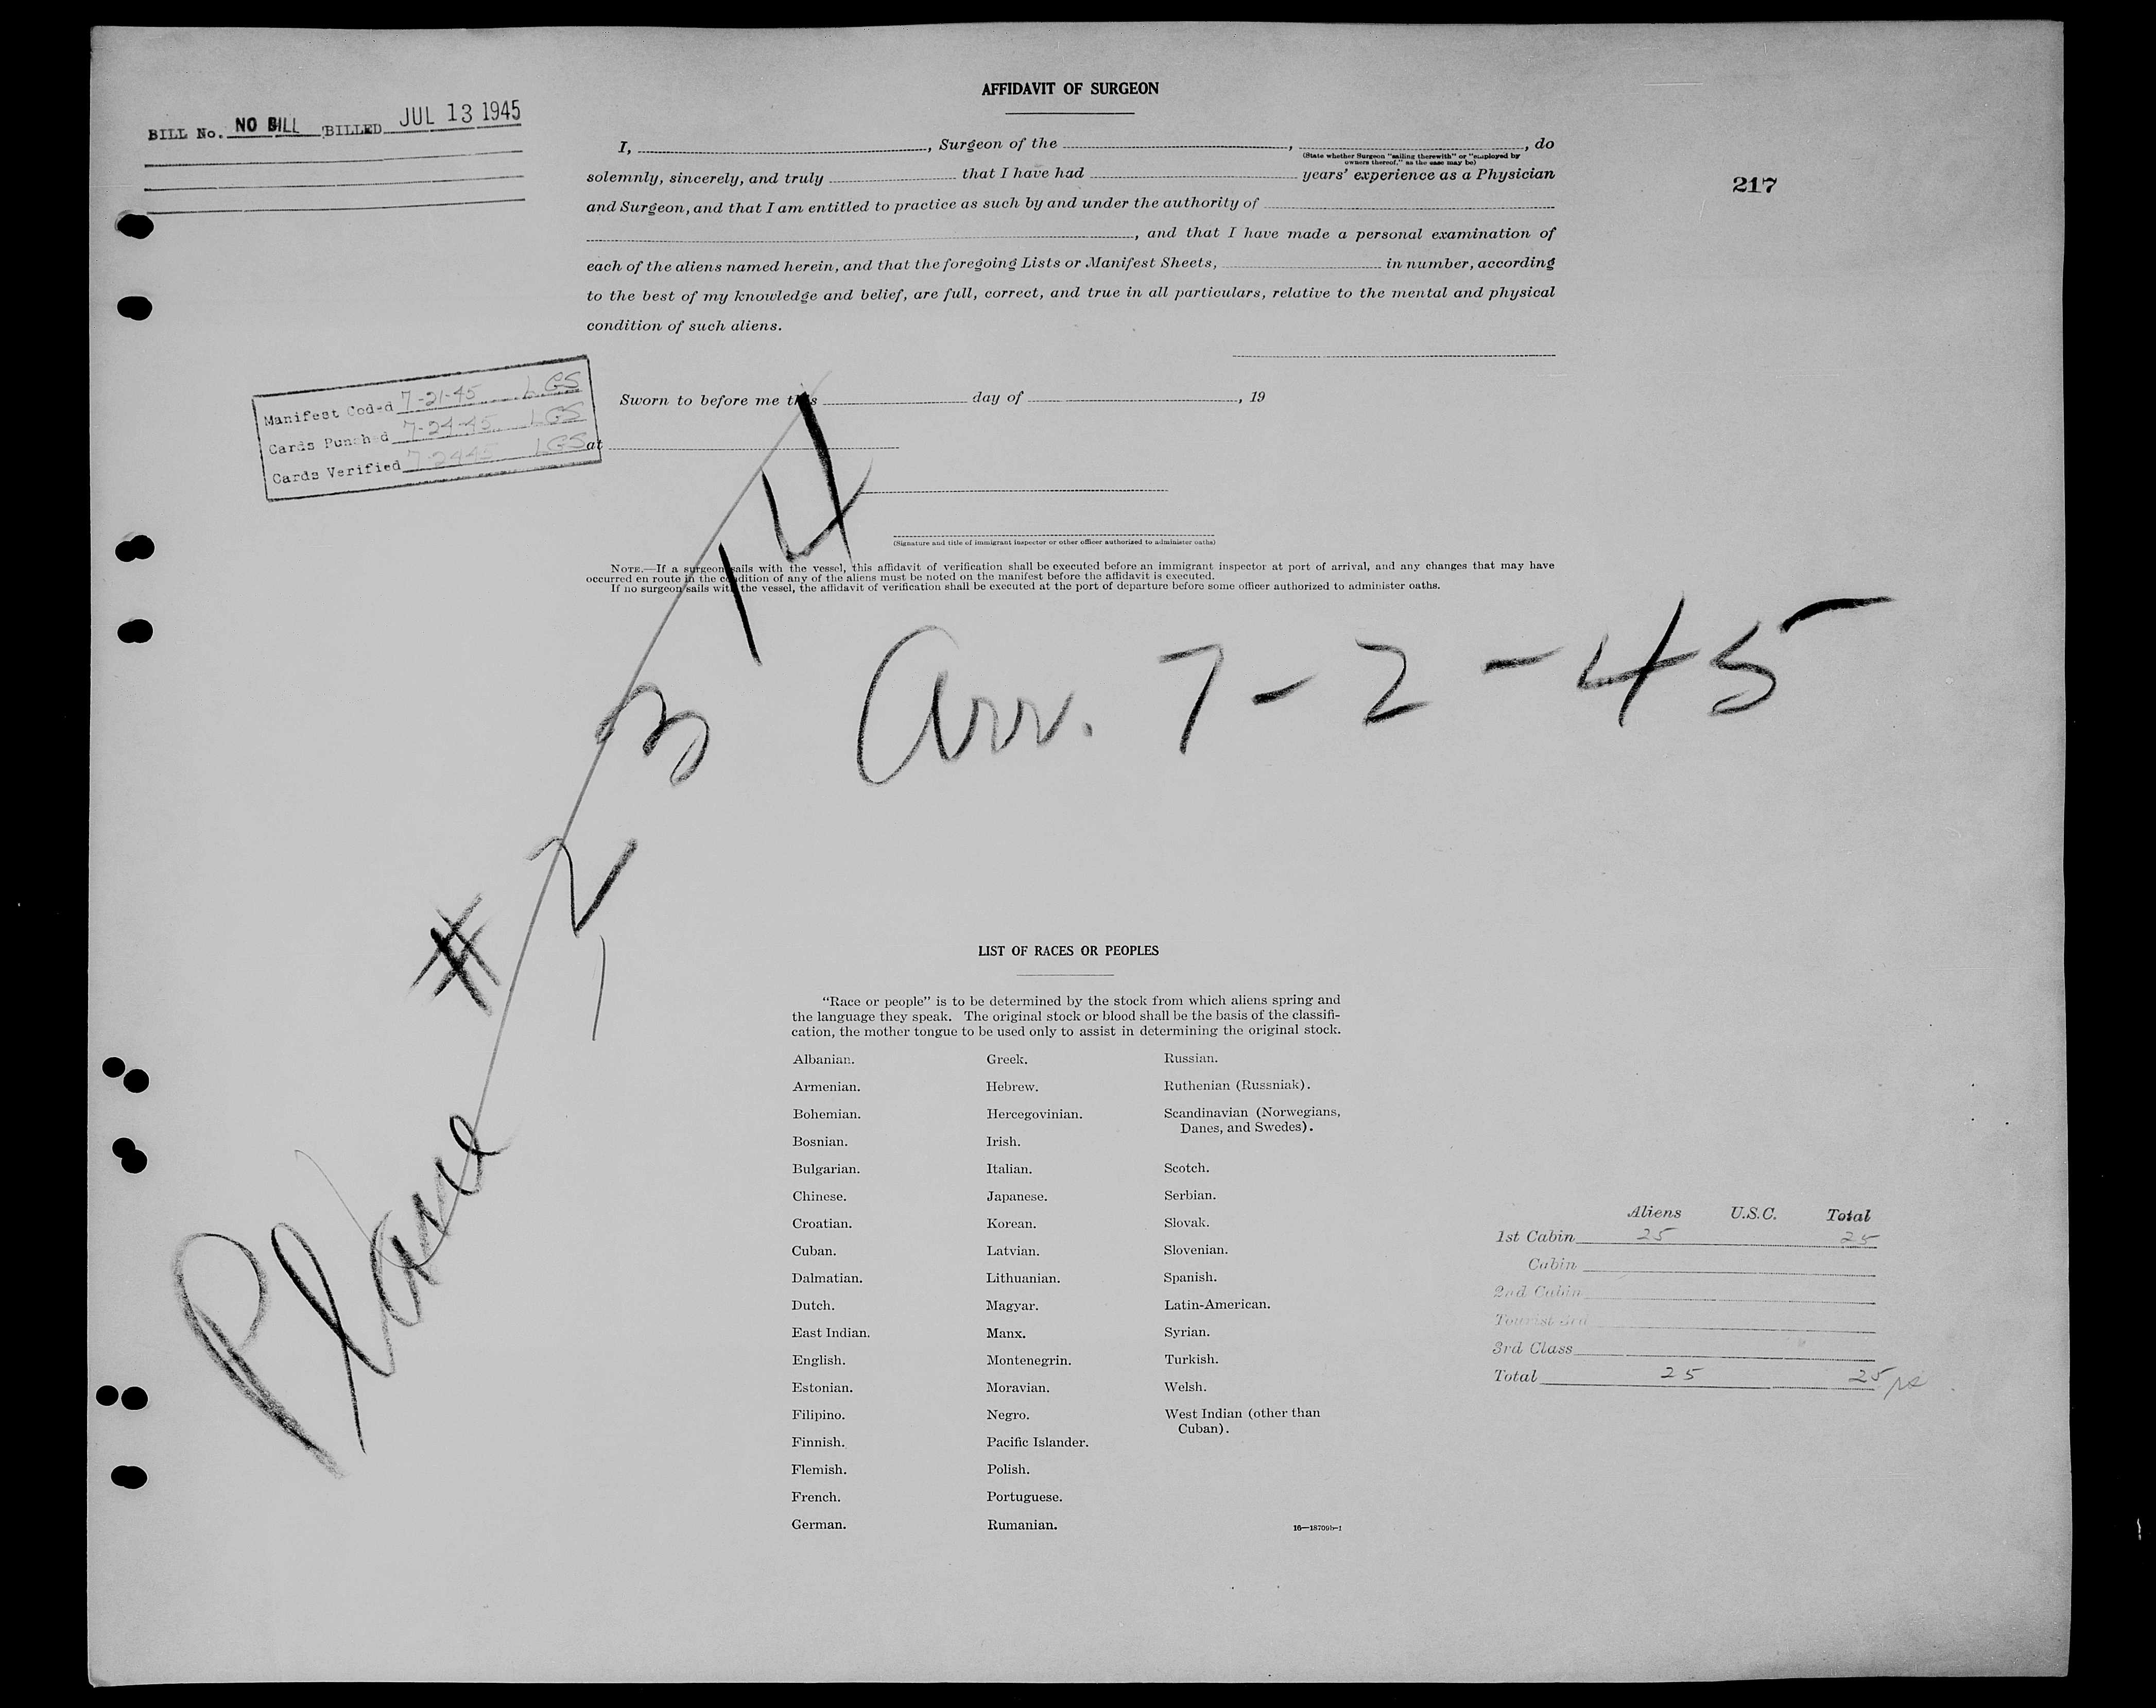 AFFIDAVIT OF SURGEON
BILL No. NO BILL BILLED JUL 13 1945
I, , Surgeon of the , , do
(State whether Surgeon "sailing therewith" or "employed by
owners thereof," as the case may be)
solemnly, sincerely, and truly that I have had years' experience as a Physician
217
and Surgeon, and that I am entitled to practice as such by and under the authority of
, and that I have made a personal examination of
each of the aliens named herein, and that the foregoing Lists or Manifest Sheets, in number, according
to the best of my knowledge and belief, are full, correct, and true in all particulars, relative to the mental and physical
condition of such aliens.
Manifest Coded 7-21-45 LGS
Cards Punched 7-24-45 LGS
Cards Verified 7-24-45 LGS
Sworn to before me this day of , 19
at
(Signature and title of immigrant inspector or other officer authorized to administer oaths)
NOTE.—If a surgeon sails with the vessel, this affidavit of verification shall be executed before an immigrant inspector at port of arrival, and any changes that may have
occurred en route in the condition of any of the aliens must be noted on the manifest before the affidavit is executed.
If no surgeon sails with the vessel, the affidavit of verification shall be executed at the port of departure before some officer authorized to administer oaths.
Plane # 2, 3 14
Arr. 7-2-45
LIST OF RACES OR PEOPLES
"Race or people" is to be determined by the stock from which aliens spring and
the language they speak. The original stock or blood shall be the basis of the classifi-
cation, the mother tongue to be used only to assist in determining the original stock.
Albanian.
Armenian.
Bohemian.
Bosnian.
Bulgarian.
Chinese.
Croatian.
Cuban.
Dalmatian.
Dutch.
East Indian.
English.
Estonian.
Filipino.
Finnish.
Flemish.
French.
German.
Greek.
Hebrew.
Hercegovinian.
Irish.
Italian.
Japanese.
Korean.
Latvian.
Lithuanian.
Magyar.
Manx.
Montenegrin.
Moravian.
Negro.
Pacific Islander.
Polish.
Portuguese.
Rumanian.
Russian.
Ruthenian (Russniak).
Scandinavian (Norwegians,
Danes, and Swedes).
Scotch.
Serbian.
Slovak.
Slovenian.
Spanish.
Latin-American.
Syrian.
Turkish.
Welsh.
West Indian (other than
Cuban).
16—18709b-1
Aliens U.S.C. Total
1st Cabin 25 25
Cabin
2nd Cabin
Tourist 3rd
3rd Class
Total 25 25